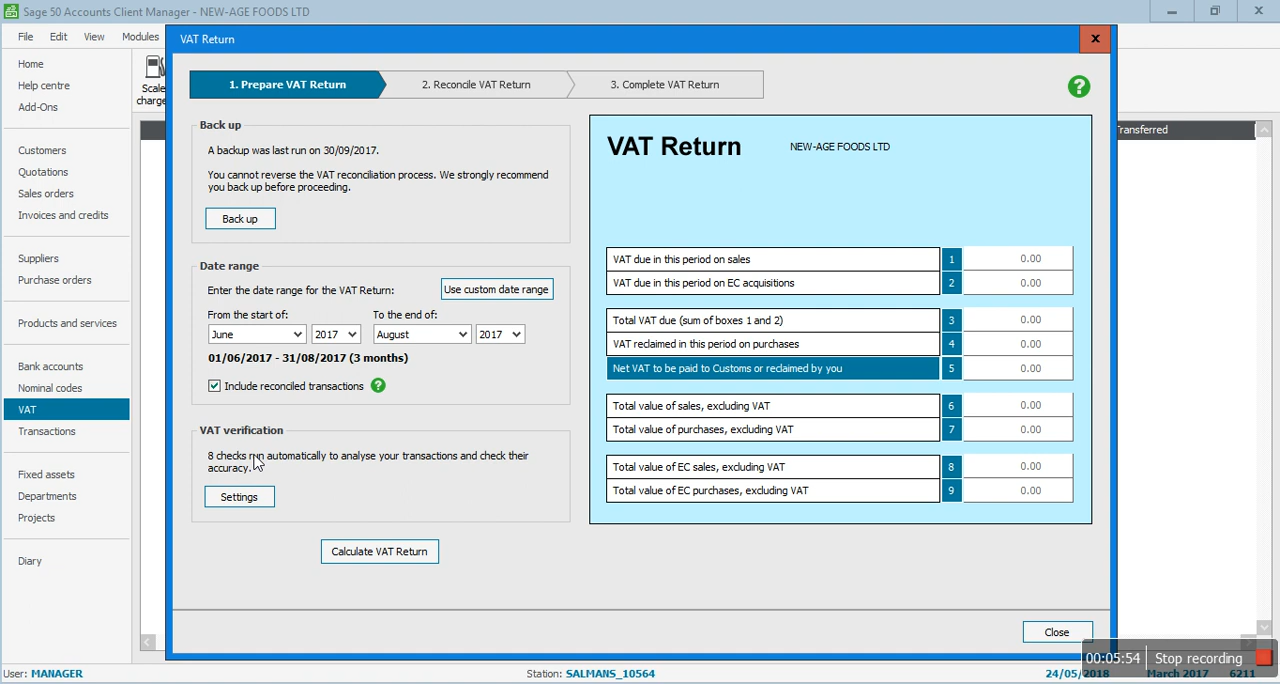 Sage 50 Accounts Client Manager - NEW-AGE FOODS LTD
File Edit View Modules
VAT Return
Home
Help centre
Add-Ons
Customers
Quotations
Sales orders
Invoices and credits
Suppliers
Purchase orders
Products and services
Bank accounts
Nominal codes
VAT
Transactions
Fixed assets
Departments
Projects
Diary
1. Prepare VAT Return 2. Reconcile VAT Return 3. Complete VAT Return
Back up
A backup was last run on 30/09/2017.
You cannot reverse the VAT reconciliation process. We strongly recommend
you back up before proceeding.
Back up
Date range
Enter the date range for the VAT Return: Use custom date range
From the start of: To the end of:
June 2017 August 2017
01/06/2017 - 31/08/2017 (3 months)
Include reconciled transactions
VAT verification
8 checks run automatically to analyse your transactions and check their
accuracy.
Settings
Calculate VAT Return
VAT Return NEW-AGE FOODS LTD
VAT due in this period on sales 1 0.00
VAT due in this period on EC acquisitions 2 0.00
Total VAT due (sum of boxes 1 and 2) 3 0.00
VAT reclaimed in this period on purchases 4 0.00
Net VAT to be paid to Customs or reclaimed by you 5 0.00
Total value of sales, excluding VAT 6 0.00
Total value of purchases, excluding VAT 7 0.00
Total value of EC sales, excluding VAT 8 0.00
Total value of EC purchases, excluding VAT 9 0.00
Close
00:05:54 Stop recording
User: MANAGER Station: SALMANS_10564 24/05/2018 March 2017 6211